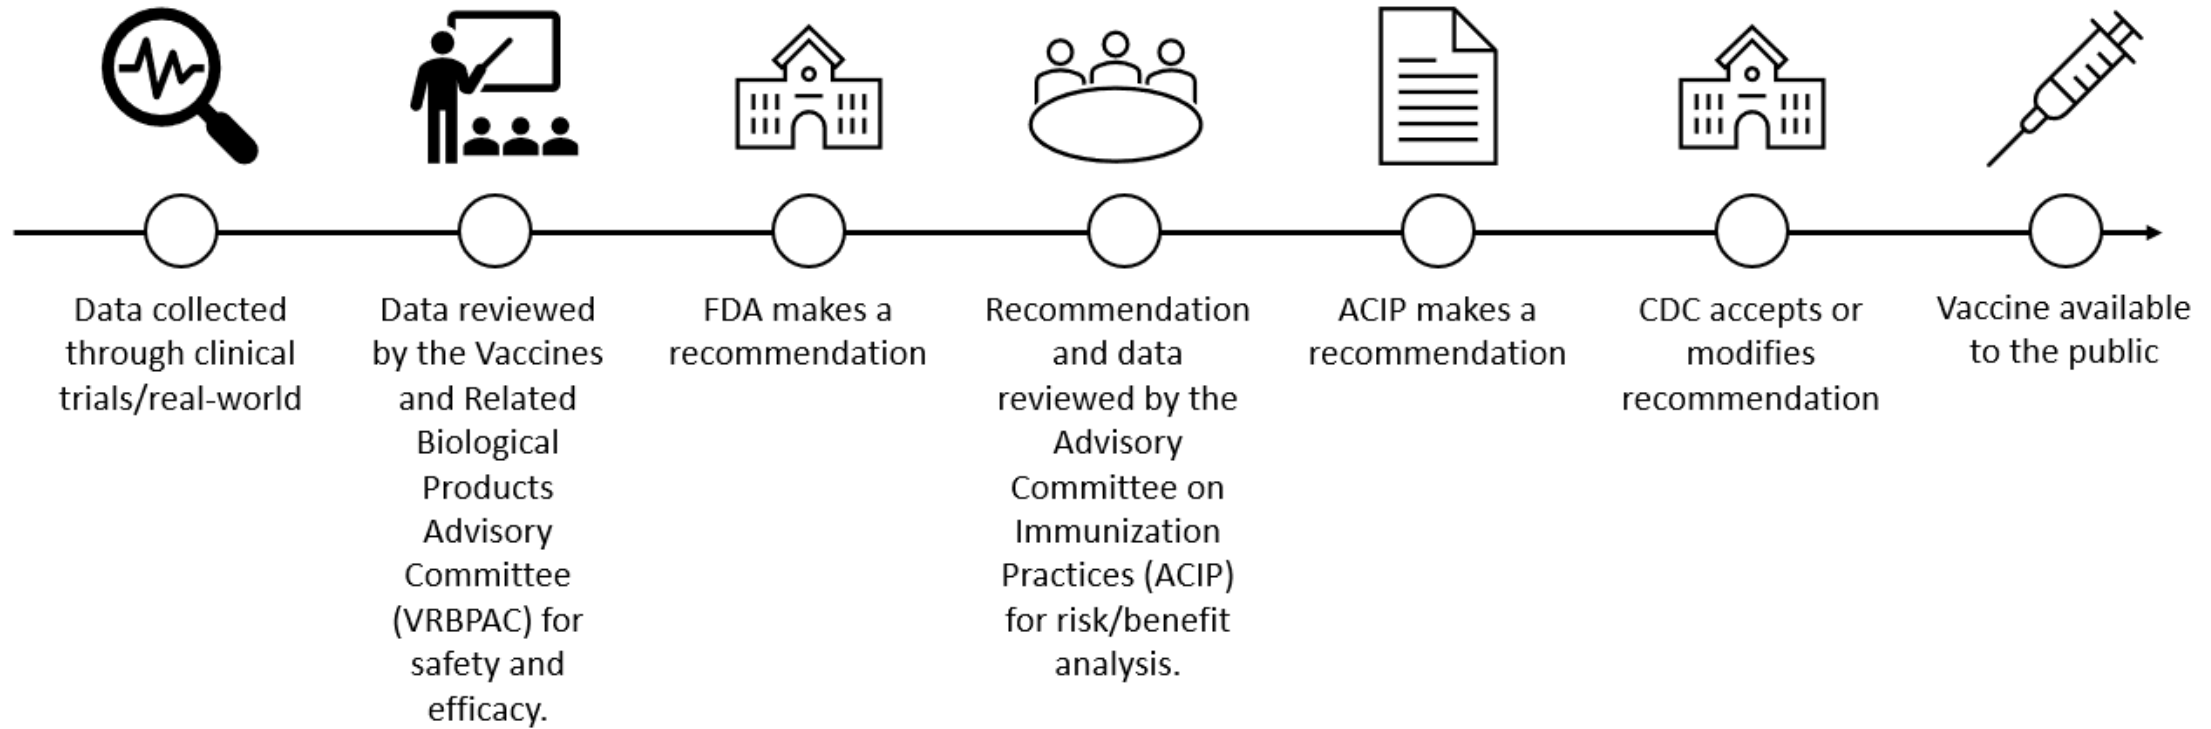 Data collected
through clinical
trials/real-world
Data reviewed
by the Vaccines
and Related
Biological
Products
Advisory
Committee
(VRBPAC) for
safety and
efficacy.
FDA makes a
recommendation
Recommendation
and data
reviewed by the
Advisory
Committee on
Immunization
Practices (ACIP)
for risk/benefit
analysis.
ACIP makes a
recommendation
CDC accepts or
modifies
recommendation
Vaccine available
to the public